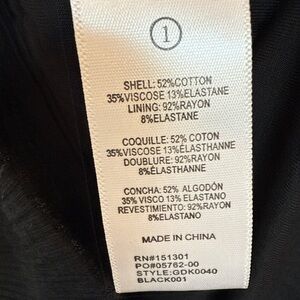 1
SHELL: 52%COTTON
35%VISCOSE 13%ELASTANE
LINING: 92%RAYON
8%ELASTANE
COQUILLE: 52% COTON
35%VISCOSE 13%ÉLASTHANNE
DOUBLURE: 92%RAYON
8%ÉLASTHANNE
CONCHA: 52% ALGODÓN
35% VISCO 13% ELASTANO
REVESTIMIENTO: 92%RAYON
8%ELASTANO
MADE IN CHINA
RN#151301
PO#05762-00
STYLE:GDK0040
BLACK001